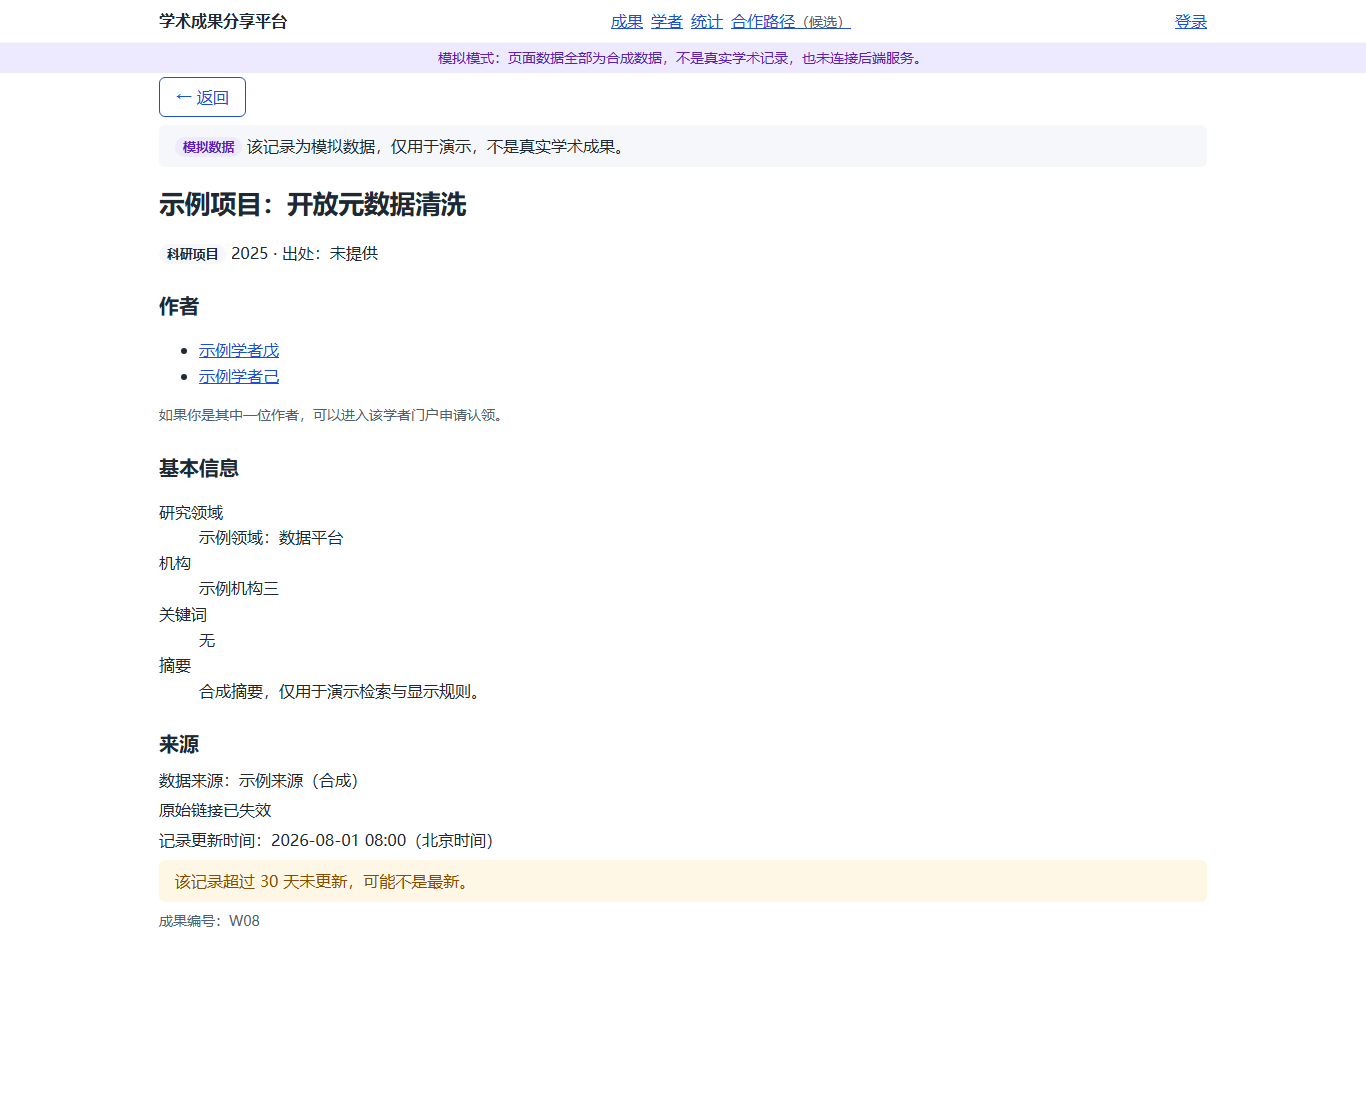 学术成果分享平台
成果 学者 统计 合作路径（候选） 登录
模拟模式：页面数据全部为合成数据，不是真实学术记录，也未连接后端服务。
← 返回
模拟数据 该记录为模拟数据，仅用于演示，不是真实学术成果。
示例项目：开放元数据清洗
科研项目 2025 · 出处：未提供
作者
• 示例学者戊
• 示例学者己
如果你是其中一位作者，可以进入该学者门户申请认领。
基本信息
研究领域
示例领域：数据平台
机构
示例机构三
关键词
无
摘要
合成摘要，仅用于演示检索与显示规则。
来源
数据来源：示例来源（合成）
原始链接已失效
记录更新时间：2026-08-01 08:00（北京时间）
该记录超过 30 天未更新，可能不是最新。
成果编号：W08